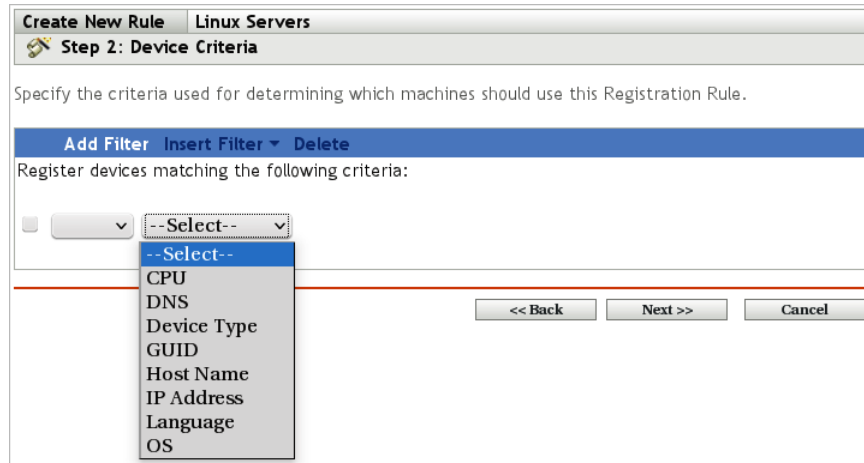 Create New Rule Linux Servers
Step 2: Device Criteria
Specify the criteria used for determining which machines should use this Registration Rule.
Add Filter Insert Filter Delete
Register devices matching the following criteria:
--Select--
--Select--
CPU
DNS
<< Back Next >> Cancel
Device Type
GUID
Host Name
IP Address
Language
OS